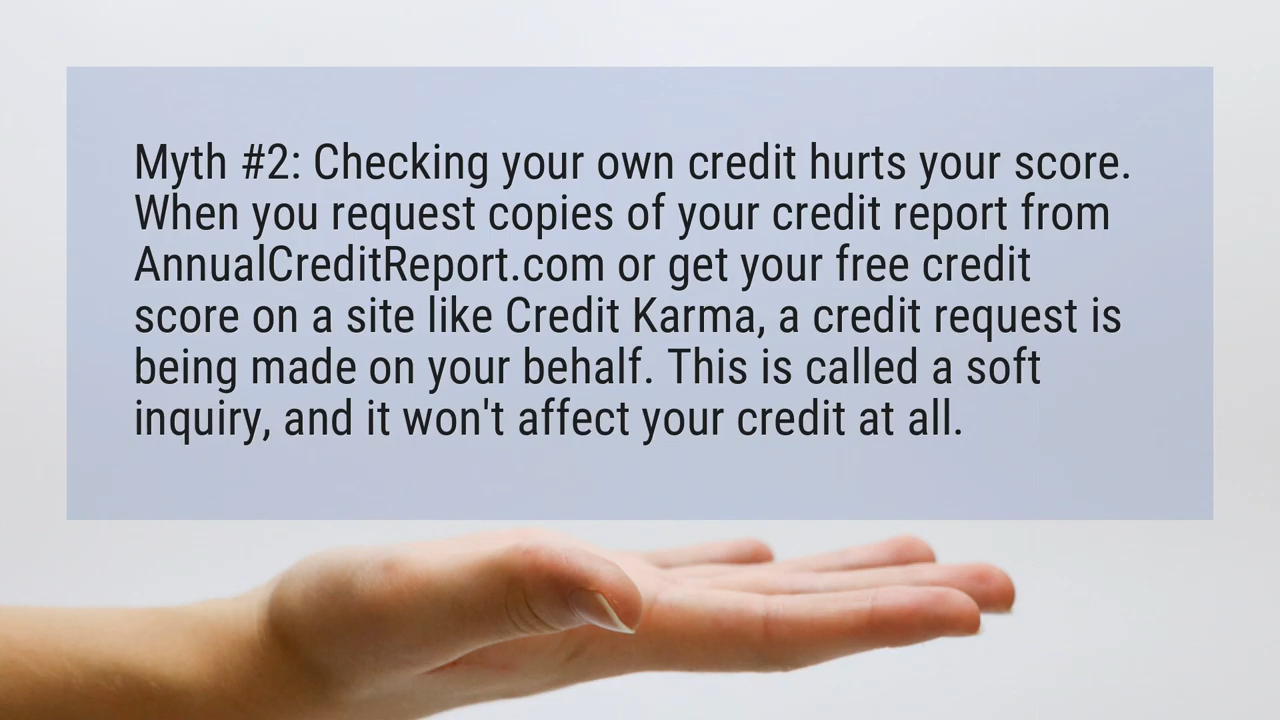 Myth #2: Checking your own credit hurts your score.
When you request copies of your credit report from
AnnualCreditReport.com or get your free credit
score on a site like Credit Karma, a credit request is
being made on your behalf. This is called a soft
inquiry, and it won't affect your credit at all.